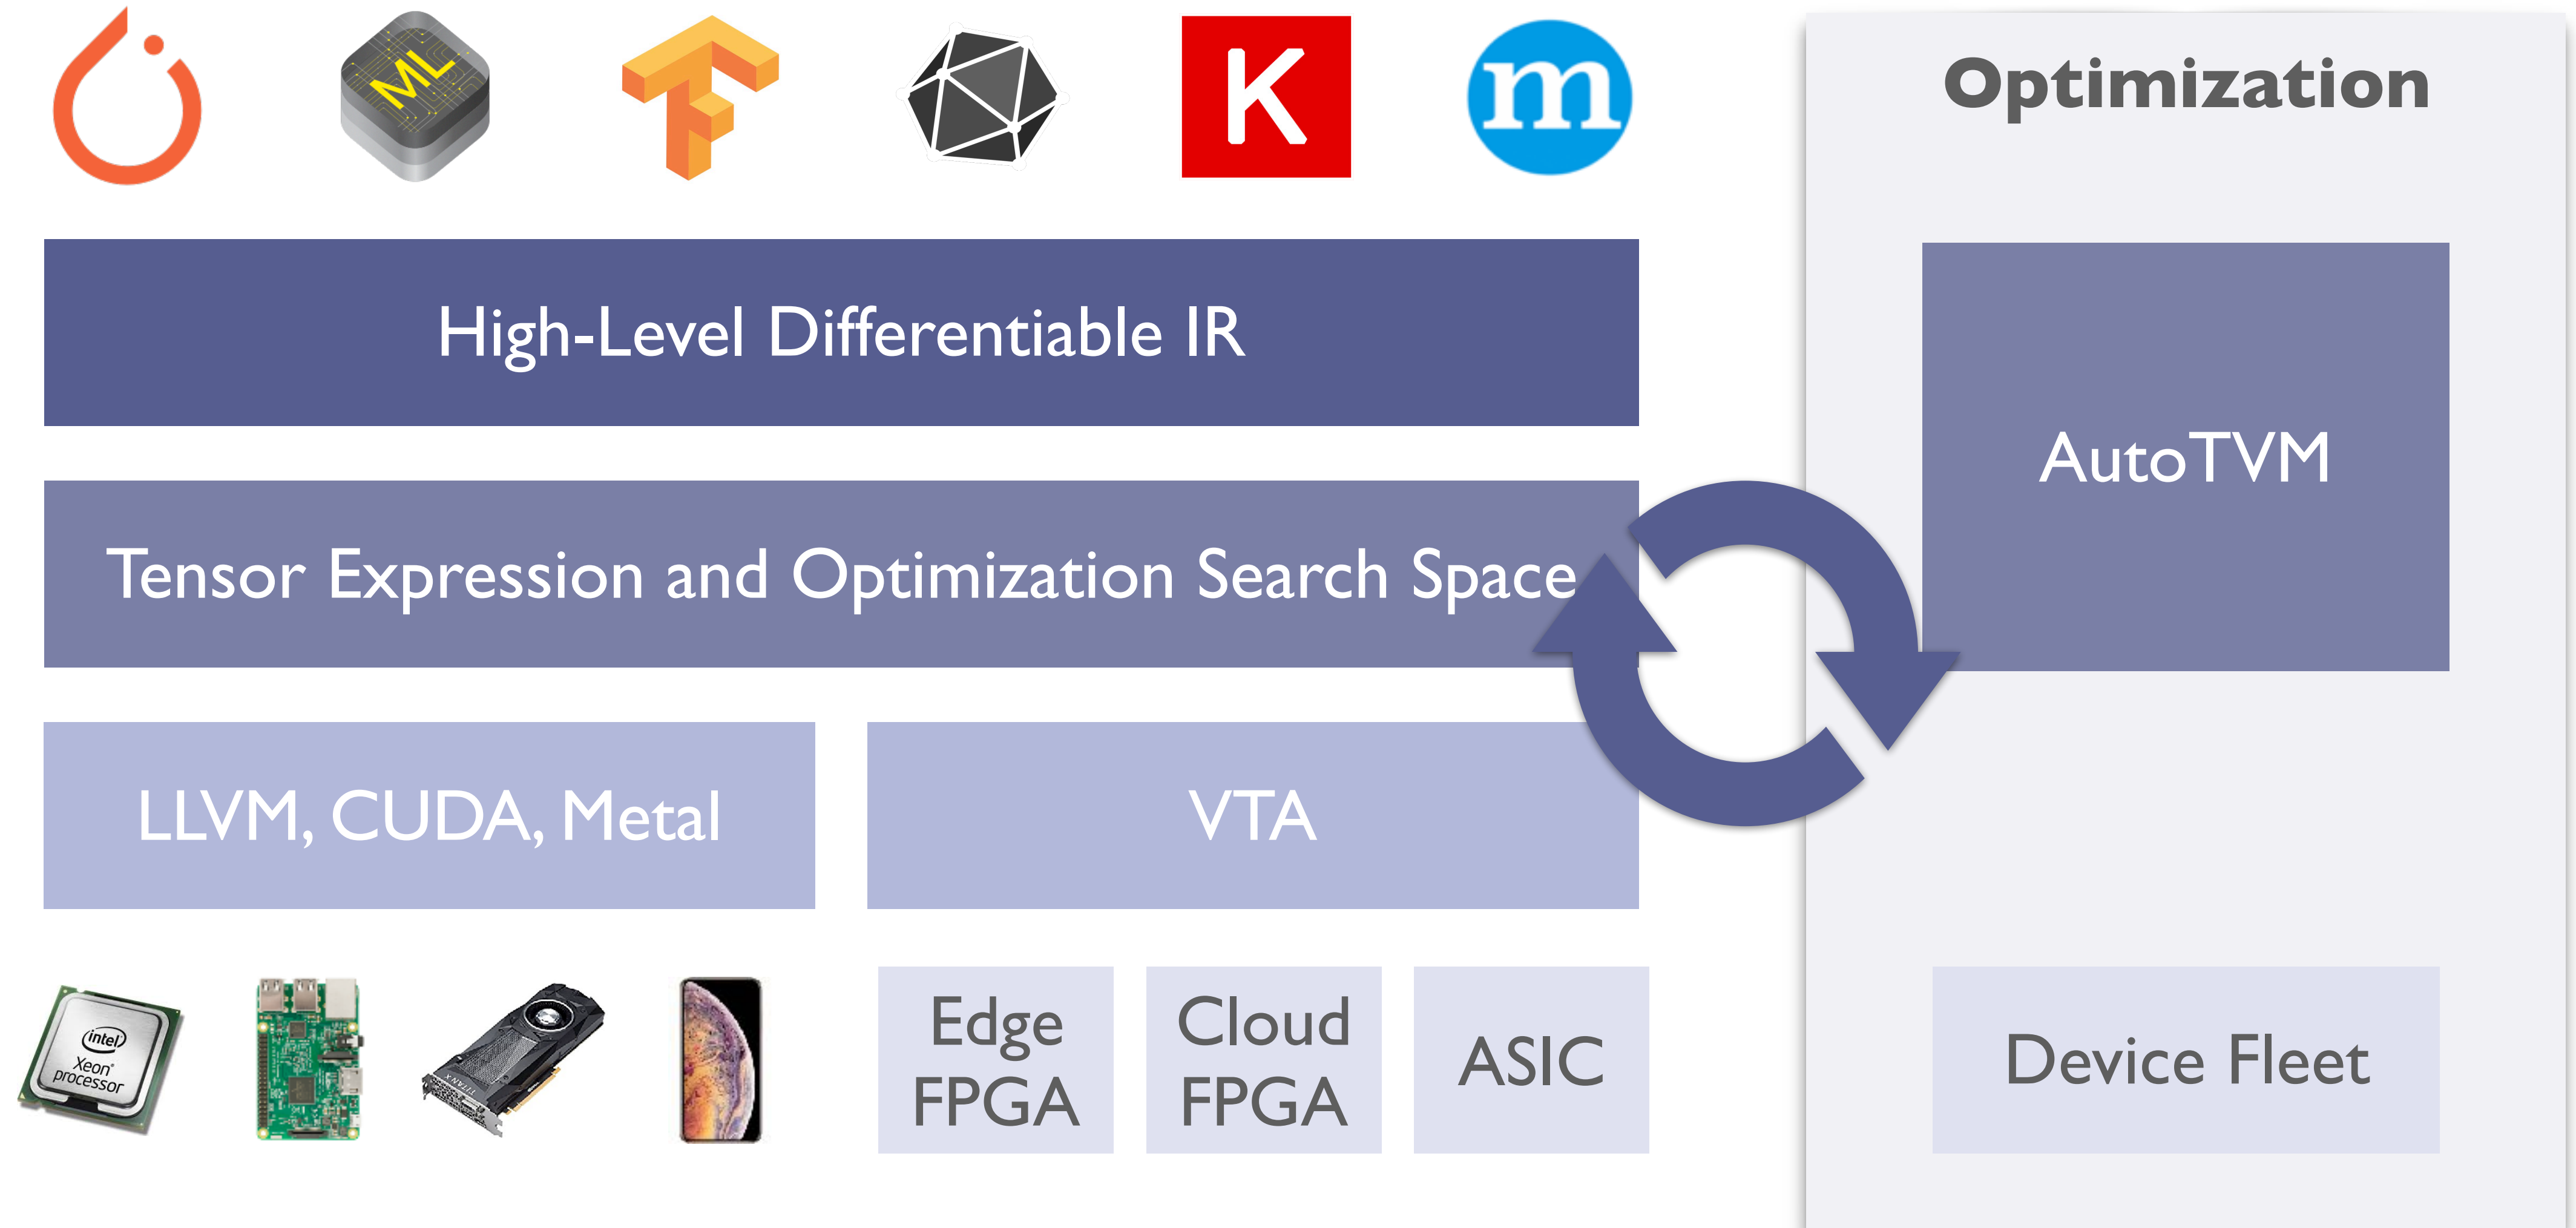 ML
K
m
Optimization
High-Level Differentiable IR
AutoTVM
Tensor Expression and Optimization Search Space
LLVM, CUDA, Metal
VTA
intel
Xeon®
processor
TITAN X
Edge
FPGA
Cloud
FPGA
ASIC
Device Fleet